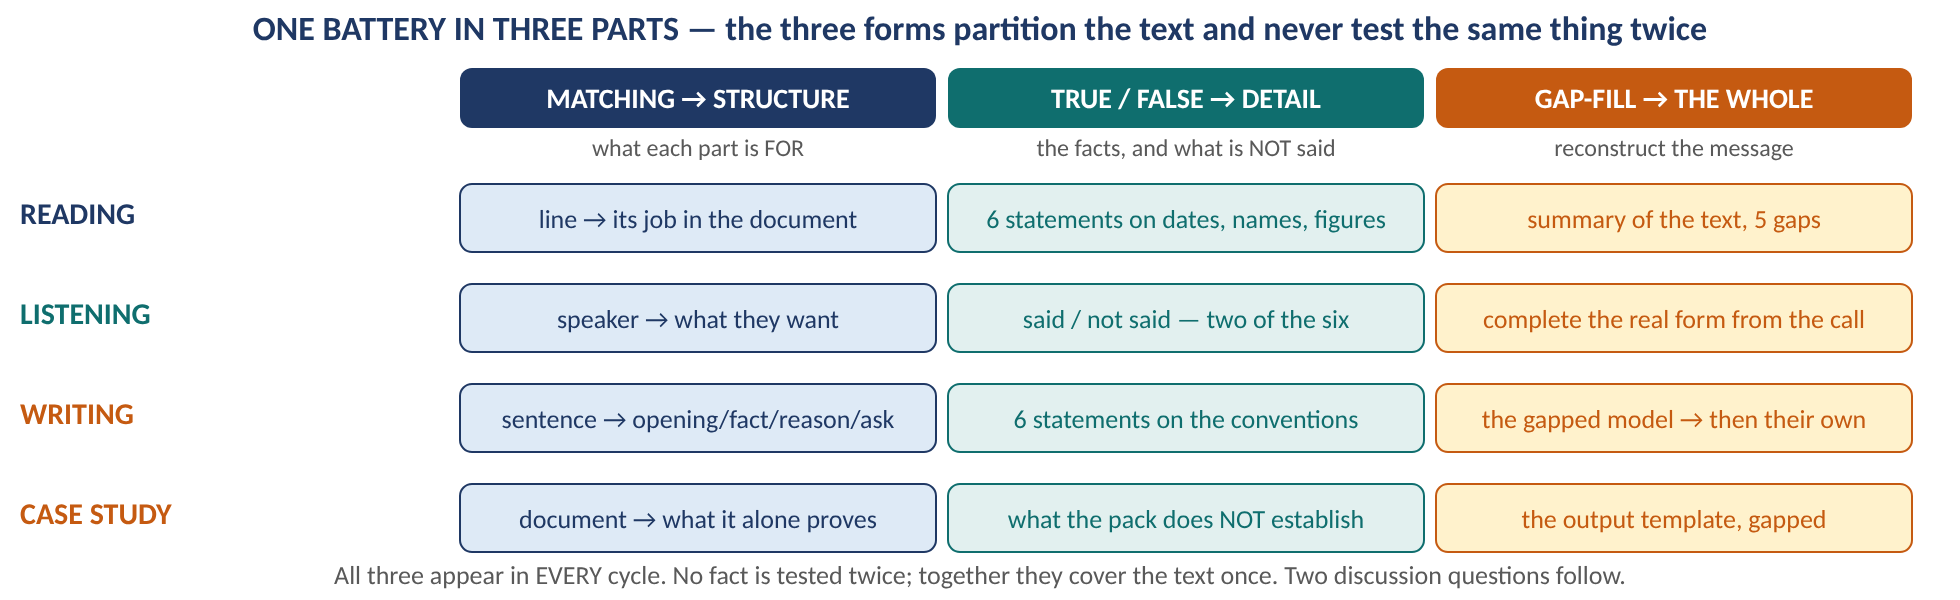 ONE BATTERY IN THREE PARTS — the three forms partition the text and never test the same thing twice
MATCHING → STRUCTURE
TRUE / FALSE → DETAIL
GAP-FILL → THE WHOLE
what each part is FOR
the facts, and what is NOT said
reconstruct the message
READING
line → its job in the document
6 statements on dates, names, figures
summary of the text, 5 gaps
LISTENING
speaker → what they want
said / not said — two of the six
complete the real form from the call
WRITING
sentence → opening/fact/reason/ask
6 statements on the conventions
the gapped model → then their own
CASE STUDY
document → what it alone proves
what the pack does NOT establish
the output template, gapped
All three appear in EVERY cycle. No fact is tested twice; together they cover the text once. Two discussion questions follow.